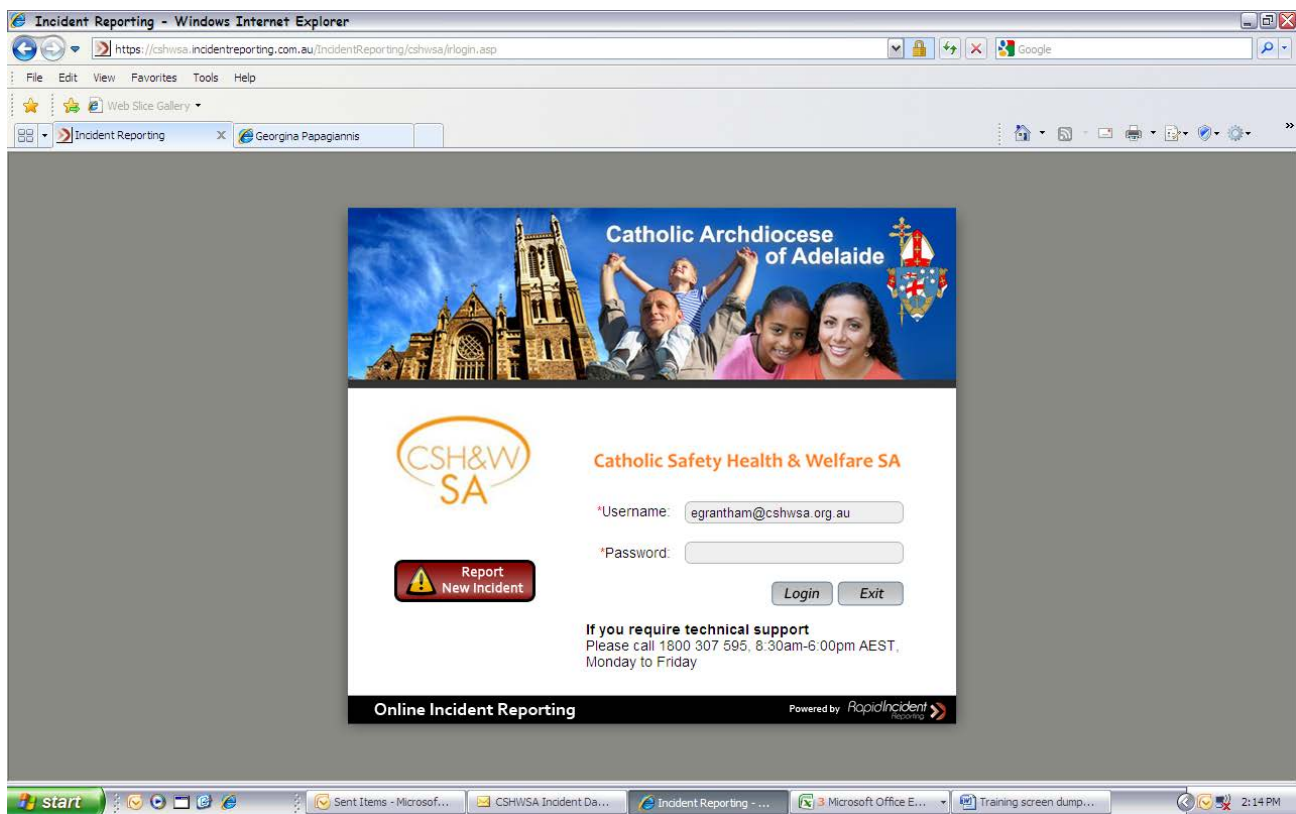 Incident Reporting - Windows Internet Explorer
https://cshwsa.incidentreporting.com.au/IncidentReporting/cshwsa/rlogin.asp
Google
File Edit View Favorites Tools Help
Web Slice Gallery
Incident Reporting X Georgina Papagiannis
Catholic Archdiocese
of Adelaide
CSH&W
SA
Catholic Safety Health & Welfare SA
*Username: egrantham@cshwsa.org.au
*Password:
Report
New Incident
Login Exit
If you require technical support
Please call 1800 307 595, 8:30am-6:00pm AEST,
Monday to Friday
Online Incident Reporting
Powered by RapidIncident
Reporting
start Sent Items - Microsof... CSHWSA Incident Da... Incident Reporting - ... 3 Microsoft Office E... Training screen dump... 2:14 PM